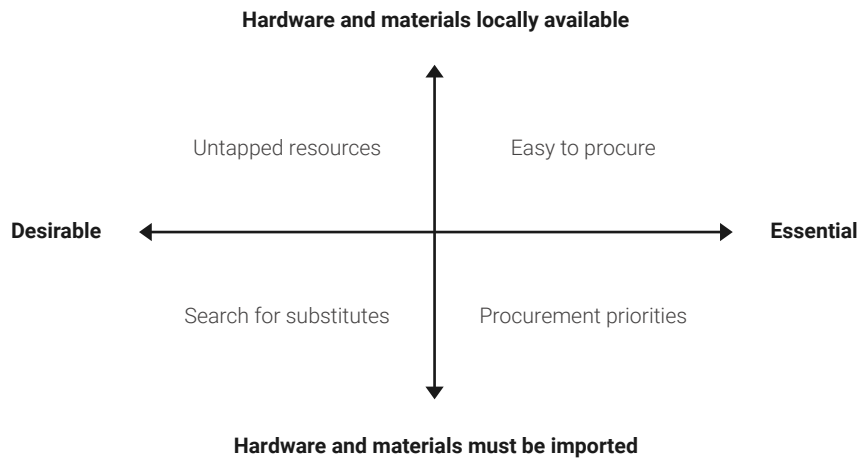 Hardware and materials locally available
Untapped resources
Easy to procure
Desirable
Essential
Search for substitutes
Procurement priorities
Hardware and materials must be imported